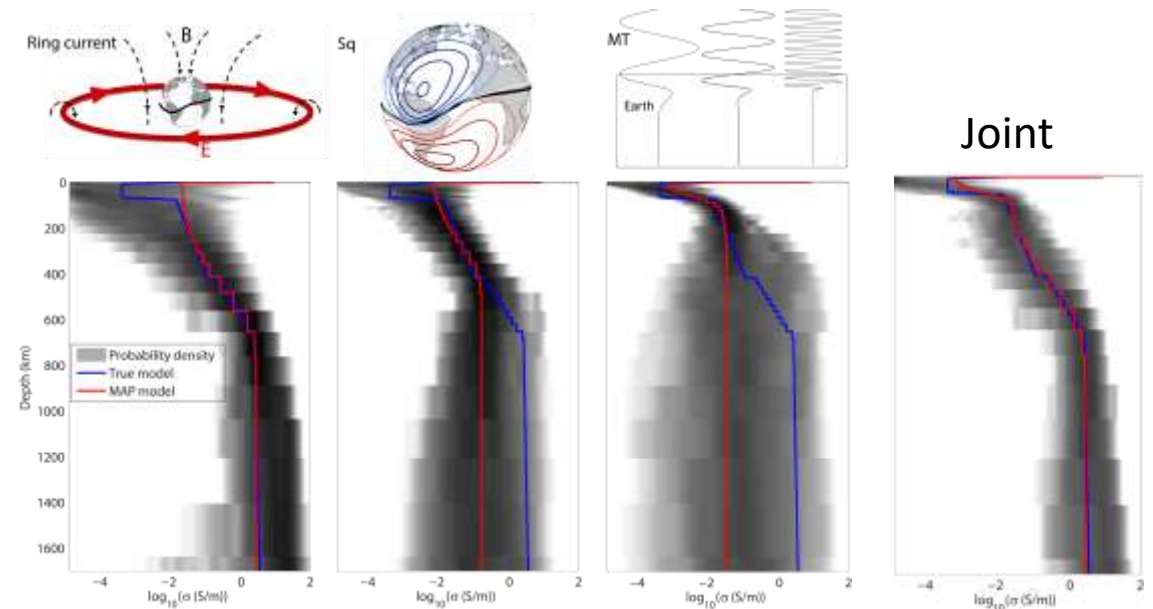 Ring current
B
E
Sq
MT
Earth
Joint
0
200
400
600
800
1000
1200
1400
1600
Depth (km)
Probability density
True model
MAP model
−4 −2 0 2
log10(σ (S/m))
−4 −2 0 2
log10(σ (S/m))
−4 −2 0 2
log10(σ (S/m))
−4 −2 0 2
log10(σ (S/m))